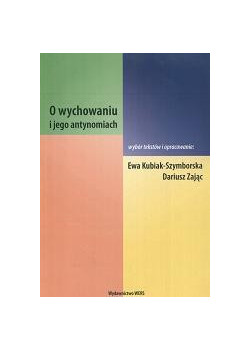 O wychowaniu
i jego antynomiach
wybór tekstów i opracowanie:
Ewa Kubiak-Szymborska
Dariusz Zając
Wydawnictwo WERS